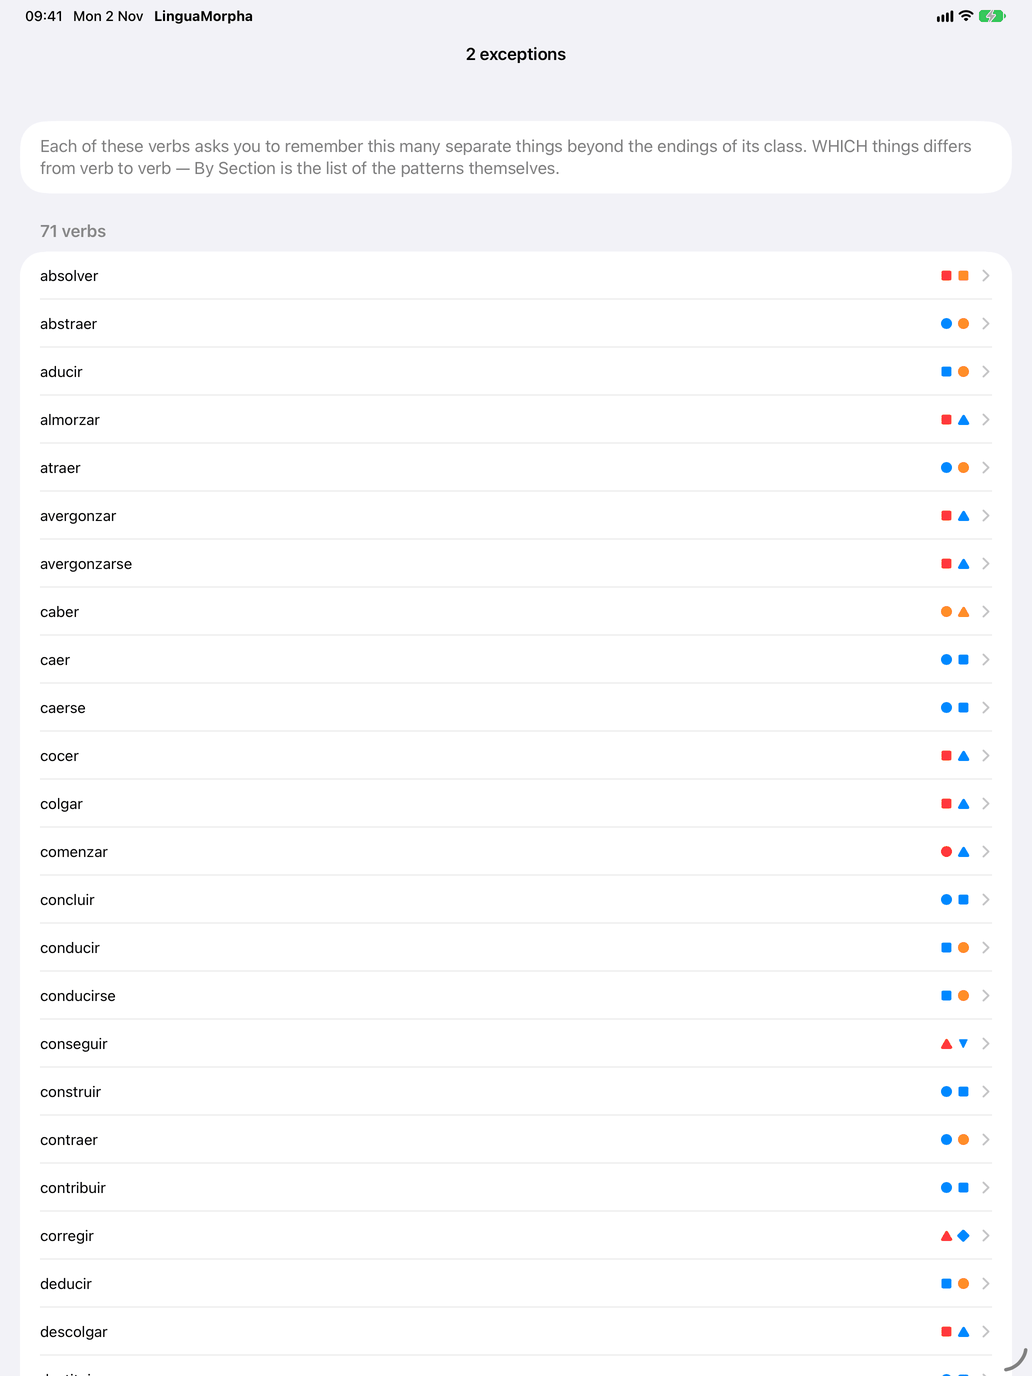 09:41 Mon 2 Nov LinguaMorpha
2 exceptions
Each of these verbs asks you to remember this many separate things beyond the endings of its class. WHICH things differs
from verb to verb — By Section is the list of the patterns themselves.
71 verbs
absolver
abstraer
aducir
almorzar
atraer
avergonzar
avergonzarse
caber
caer
caerse
cocer
colgar
comenzar
concluir
conducir
conducirse
conseguir
construir
contraer
contribuir
corregir
deducir
descolgar